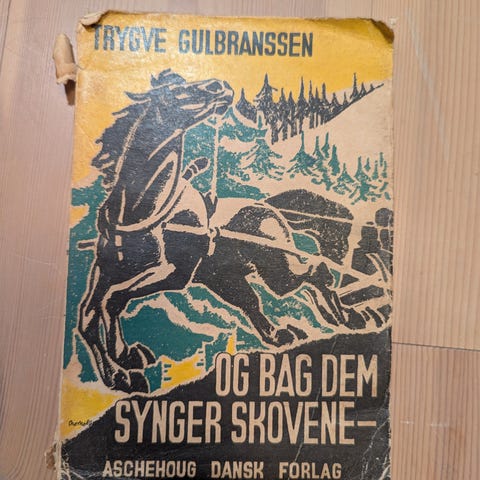 TRYGVE GULBRANSSEN
OG BAG DEM
SYNGER SKOVENE—
ASCHEHOUG DANSK FORLAG